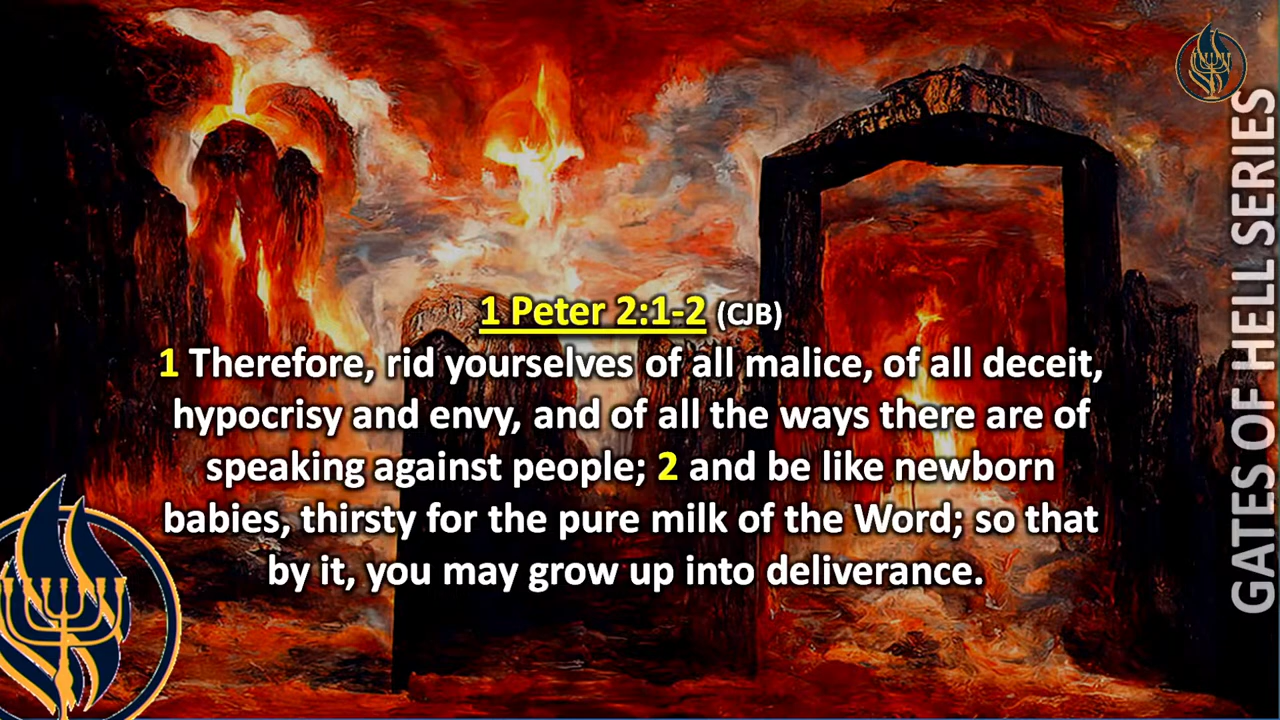 1 Peter 2:1-2 (CJB)
1 Therefore, rid yourselves of all malice, of all deceit,
hypocrisy and envy, and of all the ways there are of
speaking against people; 2 and be like newborn
babies, thirsty for the pure milk of the Word; so that
by it, you may grow up into deliverance.
GATES OF HELL SERIES